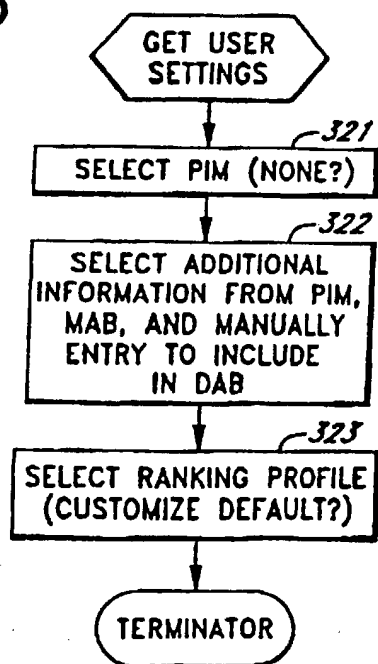 GET USER
SETTINGS
321
SELECT PIM (NONE?)
322
SELECT ADDITIONAL
INFORMATION FROM PIM,
MAB, AND MANUALLY
ENTRY TO INCLUDE
IN DAB
323
SELECT RANKING PROFILE
(CUSTOMIZE DEFAULT?)
TERMINATOR